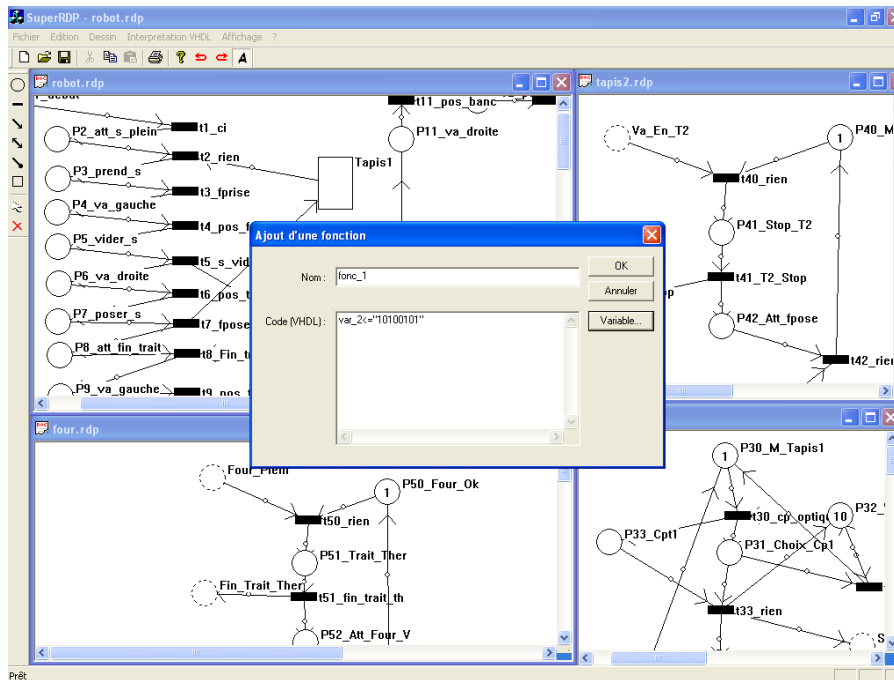 SuperRDP - robot.rdp
Fichier Edition Dessin Interpretation VHDL Affichage ?
robot.rdp
t11_pos_banc
P2_att_s_plein
t1_ci
P11_va_droite
t2_rien
Tapis1
P3_prend_s
t3_fprise
P4_va_gauche
P5_vider_s
P6_va_droite
P7_poser_s
t7_fpose
P8_att_fin_trait
P9_va_gauche
tapis2.rdp
Va_En_T2
t40_rien
P41_Stop_T2
t41_T2_Stop
P42_Att_fpose
Ajout d'une fonction
Nom :
fonc_1
OK
Annuler
Code (VHDL) :
var_2<="10100101"
Variable...
four.rdp
Four_Plein
1
P50_Four_Ok
t50_rien
P51_Trait_Ther
Fin_Trait_Ther
t51_fin_trait_th
P52_Att_Four_V
1
P30_M_Tapis1
10
P33_Cpt1
P31_Choix_Cp1
t33_rien
Prêt